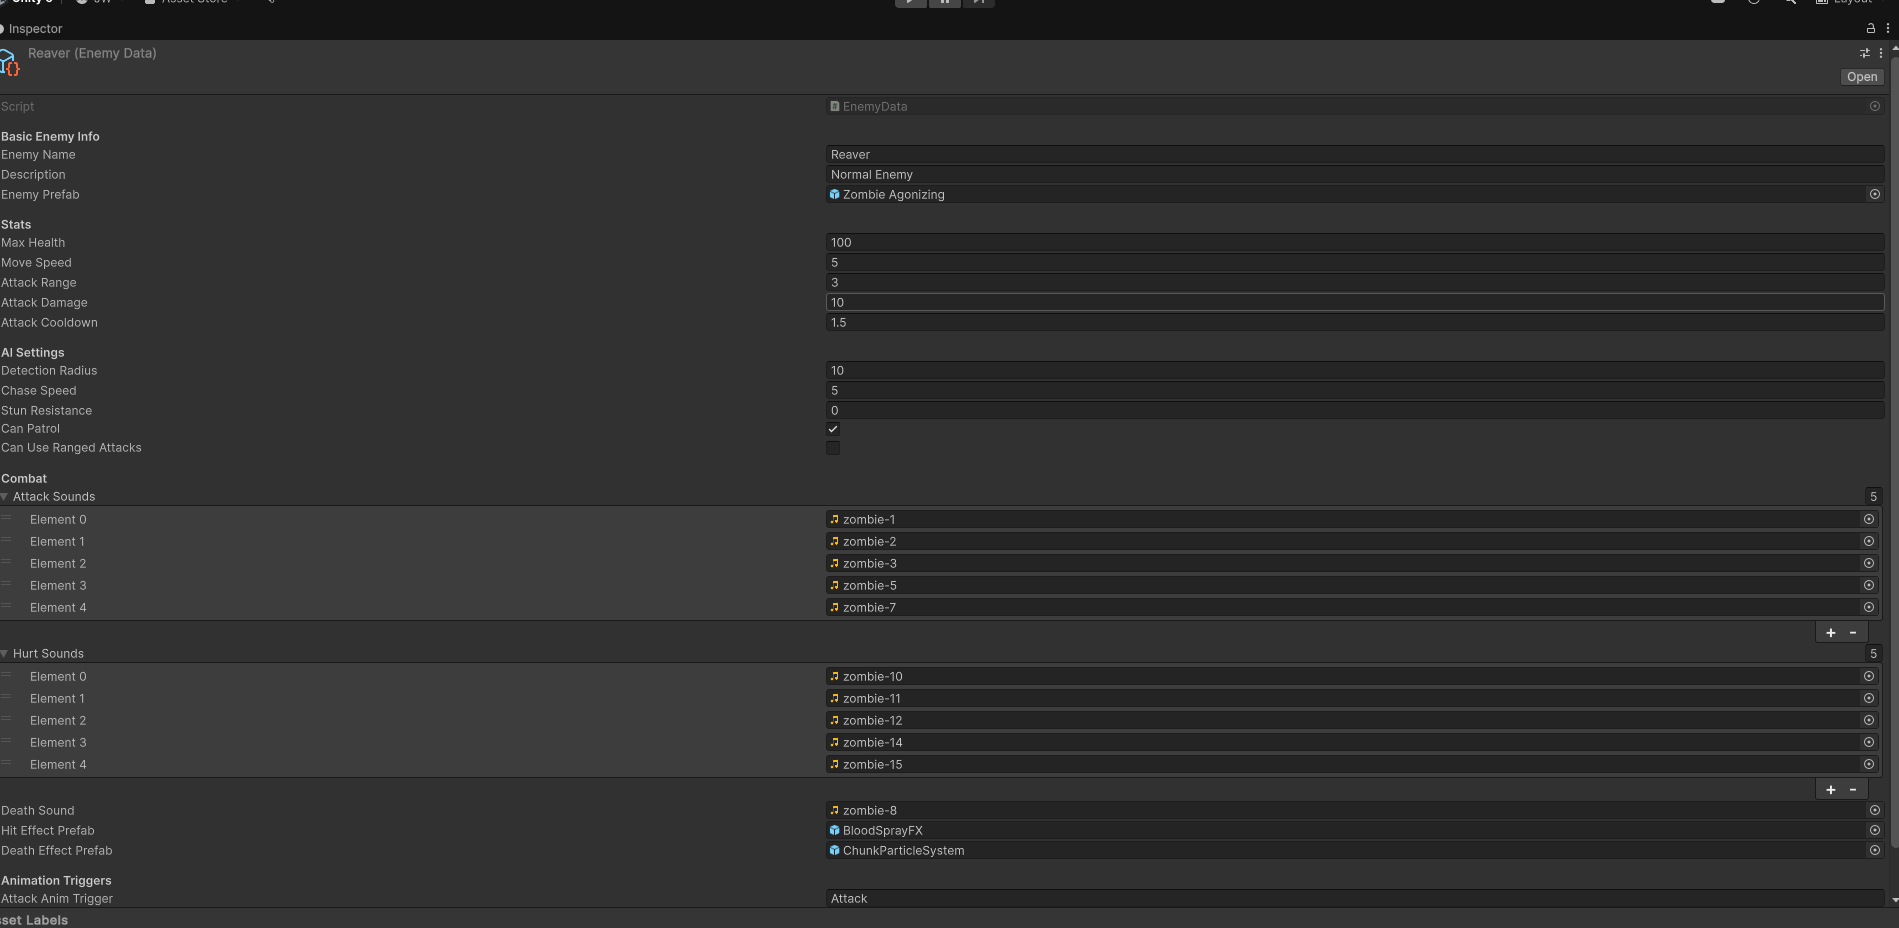 Inspector
Reaver (Enemy Data)
Open
Script EnemyData
Basic Enemy Info
Enemy Name Reaver
Description Normal Enemy
Enemy Prefab Zombie Agonizing
Stats
Max Health 100
Move Speed 5
Attack Range 3
Attack Damage 10
Attack Cooldown 1.5
AI Settings
Detection Radius 10
Chase Speed 5
Stun Resistance 0
Can Patrol
Can Use Ranged Attacks
Combat
Attack Sounds 5
Element 0 zombie-1
Element 1 zombie-2
Element 2 zombie-3
Element 3 zombie-5
Element 4 zombie-7
+ -
Hurt Sounds 5
Element 0 zombie-10
Element 1 zombie-11
Element 2 zombie-12
Element 3 zombie-14
Element 4 zombie-15
+ -
Death Sound zombie-8
Hit Effect Prefab BloodSprayFX
Death Effect Prefab ChunkParticleSystem
Animation Triggers
Attack Anim Trigger Attack
sset Labels